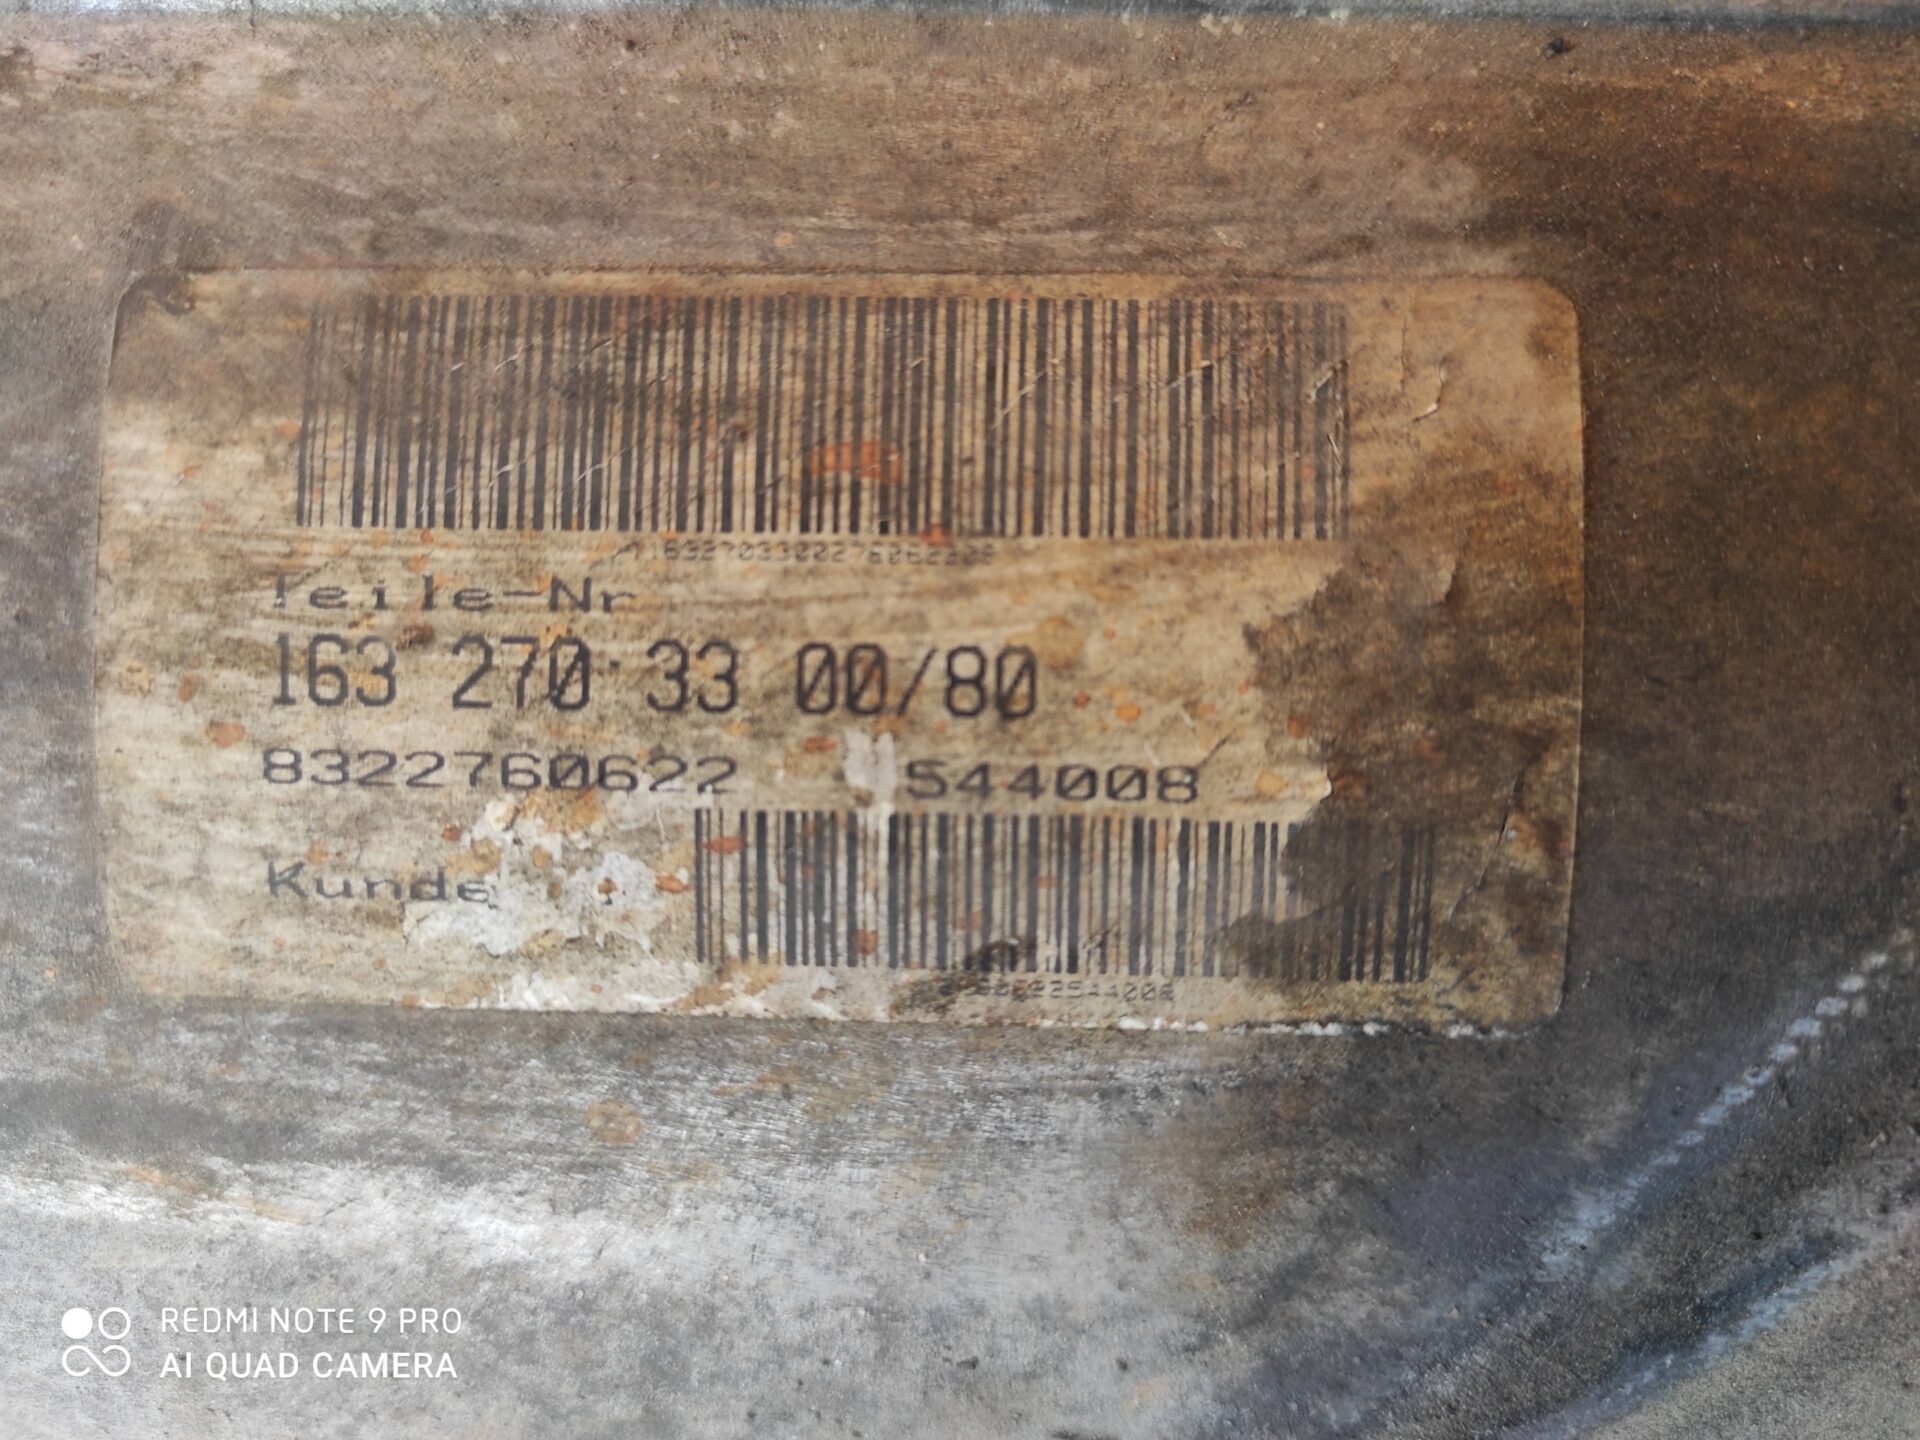 Teile-Nr
163 270 33 00/80
8322760622 544008
Kunde
REDMI NOTE 9 PRO
AI QUAD CAMERA